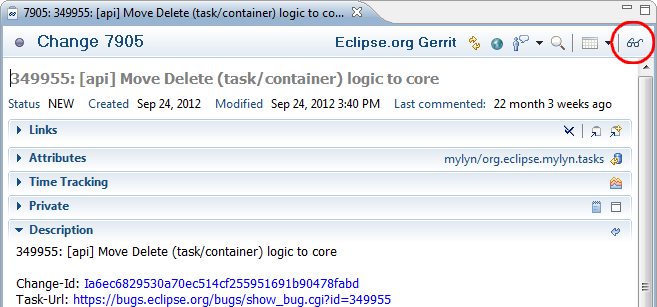 7905: 349955: [api] Move Delete (task/container) logic to co...
Change 7905 Eclipse.org Gerrit
349955: [api] Move Delete (task/container) logic to core
Status NEW Created Sep 24, 2012 Modified Sep 24, 2012 3:40 PM Last commented: 22 month 3 weeks ago
Links
Attributes mylyn/org.eclipse.mylyn.tasks
Time Tracking
Private
Description
349955: [api] Move Delete (task/container) logic to core
Change-Id: Ia6ec6829530a70ec514cf255951691b90478fabd
Task-Url: https://bugs.eclipse.org/bugs/show_bug.cgi?id=349955